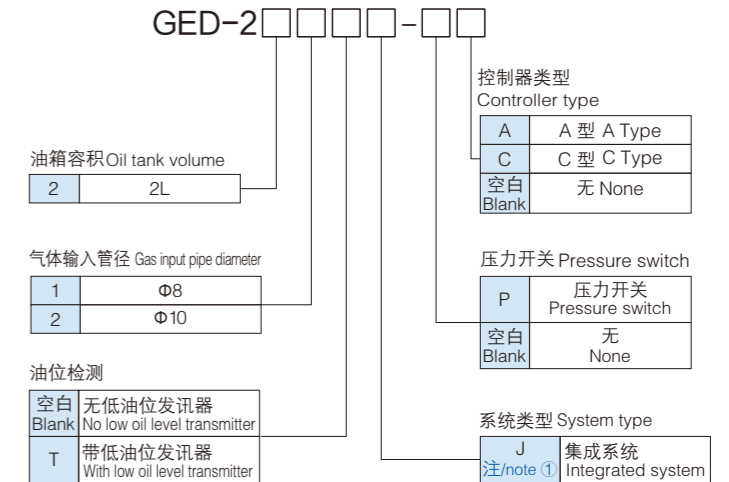 GED-2□□□□-□□
油箱容积Oil tank volume
2 2L
气体输入管径 Gas input pipe diameter
1 Φ8
2 Φ10
油位检测
空白 无低油位发讯器
Blank No low oil level transmitter
T 带低油位发讯器
With low oil level transmitter
控制器类型
Controller type
A A 型 A Type
C C 型 C Type
空白 无 None
Blank
压力开关 Pressure switch
P 压力开关
Pressure switch
空白 无
Blank None
系统类型 System type
J 集成系统
注/note ① Integrated system